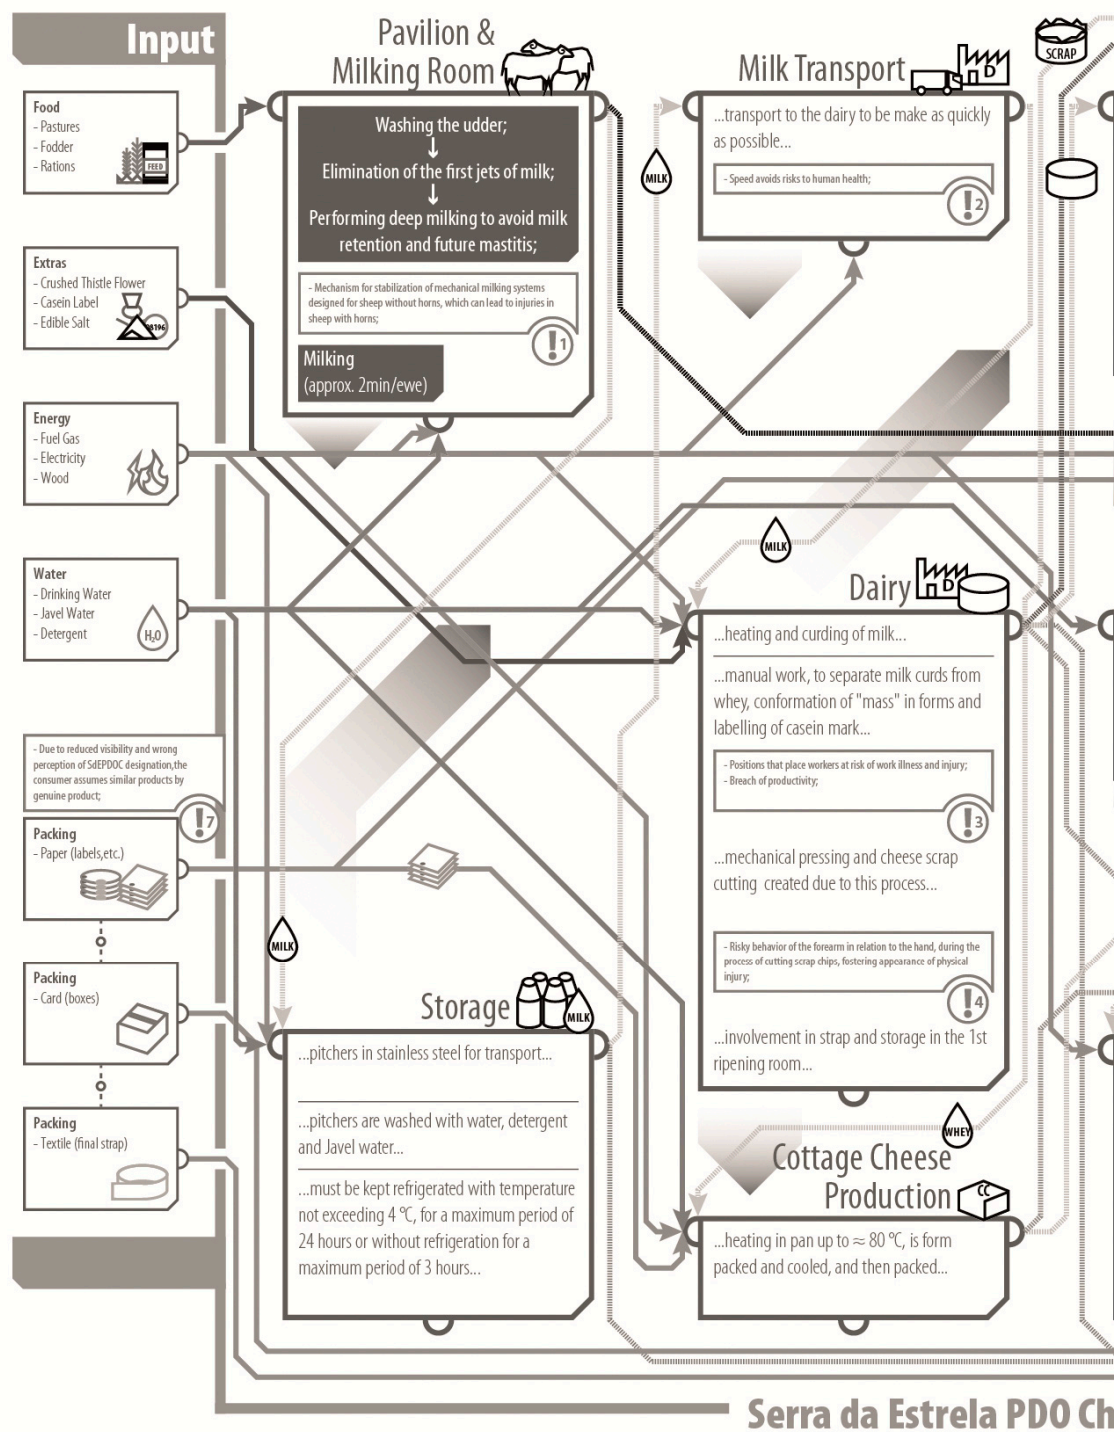 Input
Food
- Pastures
- Fodder
- Rations
FEED
Extras
- Crushed Thistle Flower
- Casein Label
- Edible Salt
Energy
- Fuel Gas
- Electricity
- Wood
Water
- Drinking Water
- Javel Water
- Detergent
H₂O
- Due to reduced visibility and wrong
perception of SdEPDOC designation,the
consumer assumes similar products by
genuine product;
!7
Packing
- Paper (labels,etc.)
Packing
- Card (boxes)
Packing
- Textile (final strap)
Pavilion &
Milking Room
Washing the udder;
↓
Elimination of the first jets of milk;
↓
Performing deep milking to avoid milk
retention and future mastitis;
- Mechanism for stabilization of mechanical milking systems
designed for sheep without horns, which can lead to injuries in
sheep with horns;
!1
Milking
(approx. 2min/ewe)
MILK
Storage
MILK
...pitchers in stainless steel for transport...
...pitchers are washed with water, detergent
and Javel water...
...must be kept refrigerated with temperature
not exceeding 4 ºC, for a maximum period of
24 hours or without refrigeration for a
maximum period of 3 hours...
MILK
Milk Transport
D
...transport to the dairy to be make as quickly
as possible...
- Speed avoids risks to human health;
!2
SCRAP
MILK
Dairy
D
...heating and curding of milk...
...manual work, to separate milk curds from
whey, conformation of "mass" in forms and
labelling of casein mark...
- Positions that place workers at risk of work illness and injury;
- Breach of productivity;
!3
...mechanical pressing and cheese scrap
cutting created due to this process...
- Risky behavior of the forearm in relation to the hand, during the
process of cutting scrap chips, fostering appearance of physical
injury;
!4
...involvement in strap and storage in the 1st
ripening room...
WHEY
Cottage Cheese
Production
CC
...heating in pan up to ≈ 80 ºC, is form
packed and cooled, and then packed...
Serra da Estrela PDO Ch